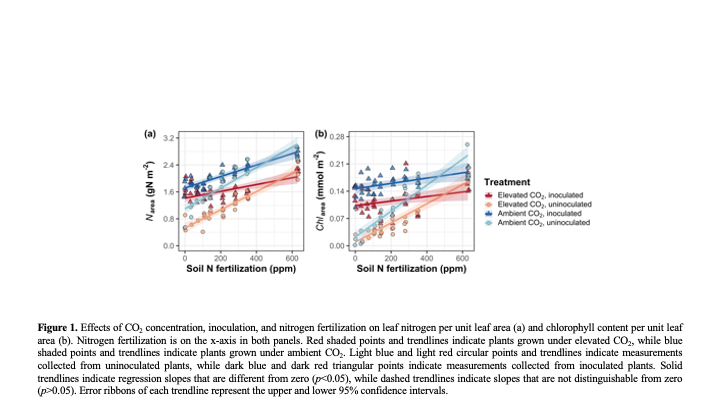 (a)
(b)
3.2
2.4
1.6
0.8
0.0
N area (gN m⁻²)
0 200 400 600
Soil N fertilization (ppm)
0.28
0.21
0.14
0.07
0.00
Chl area (mmol m⁻²)
0 200 400 600
Soil N fertilization (ppm)
Treatment
Elevated CO₂, inoculated
Elevated CO₂, uninoculated
Ambient CO₂, inoculated
Ambient CO₂, uninoculated
Figure 1. Effects of CO₂ concentration, inoculation, and nitrogen fertilization on leaf nitrogen per unit leaf area (a) and chlorophyll content per unit leaf
area (b). Nitrogen fertilization is on the x-axis in both panels. Red shaded points and trendlines indicate plants grown under elevated CO₂, while blue
shaded points and trendlines indicate plants grown under ambient CO₂. Light blue and light red circular points and trendlines indicate measurements
collected from uninoculated plants, while dark blue and dark red triangular points indicate measurements collected from inoculated plants. Solid
trendlines indicate regression slopes that are different from zero (p<0.05), while dashed trendlines indicate slopes that are not distinguishable from zero
(p>0.05). Error ribbons of each trendline represent the upper and lower 95% confidence intervals.